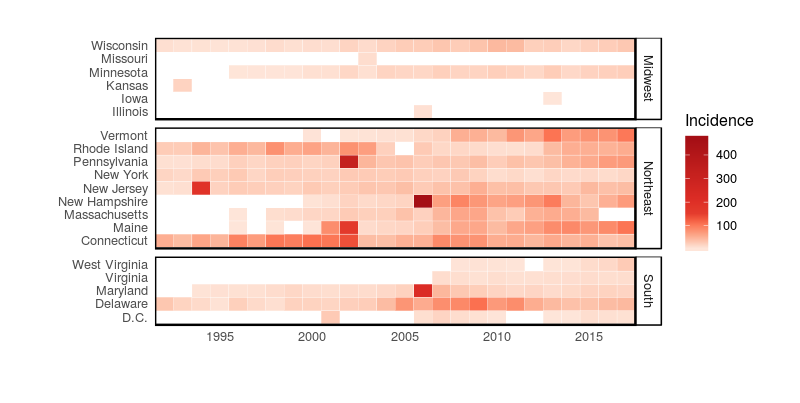 Wisconsin
Missouri
Minnesota
Kansas
Iowa
Illinois
Midwest
Vermont
Rhode Island
Pennsylvania
New York
New Jersey
New Hampshire
Massachusetts
Maine
Connecticut
Northeast
West Virginia
Virginia
Maryland
Delaware
D.C.
South
1995 2000 2005 2010 2015
Incidence
400
300
200
100